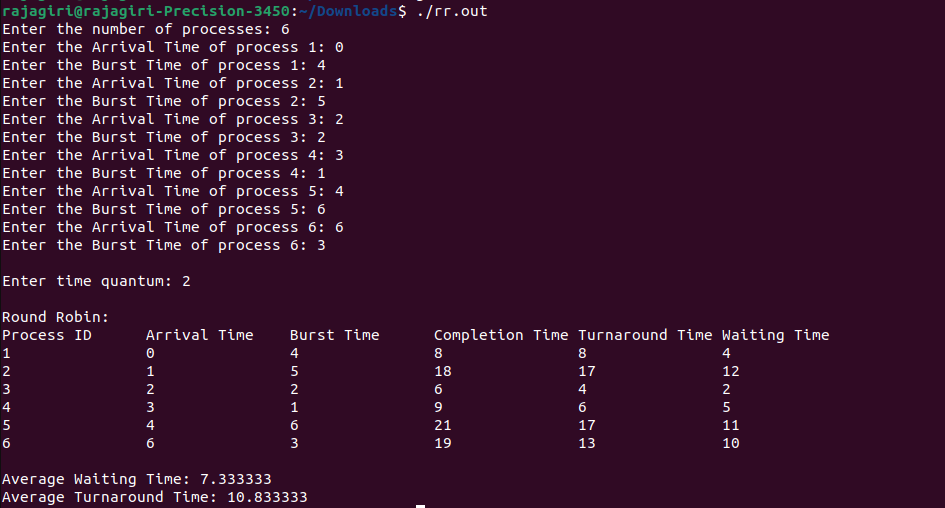 rajagiri@rajagiri-Precision-3450:~/Downloads$ ./rr.out
Enter the number of processes: 6
Enter the Arrival Time of process 1: 0
Enter the Burst Time of process 1: 4
Enter the Arrival Time of process 2: 1
Enter the Burst Time of process 2: 5
Enter the Arrival Time of process 3: 2
Enter the Burst Time of process 3: 2
Enter the Arrival Time of process 4: 3
Enter the Burst Time of process 4: 1
Enter the Arrival Time of process 5: 4
Enter the Burst Time of process 5: 6
Enter the Arrival Time of process 6: 6
Enter the Burst Time of process 6: 3
Enter time quantum: 2
Round Robin:
Process ID Arrival Time Burst Time Completion Time Turnaround Time Waiting Time
1 0 4 8 8 4
2 1 5 18 17 12
3 2 2 6 4 2
4 3 1 9 6 5
5 4 6 21 17 11
6 6 3 19 13 10
Average Waiting Time: 7.333333
Average Turnaround Time: 10.833333